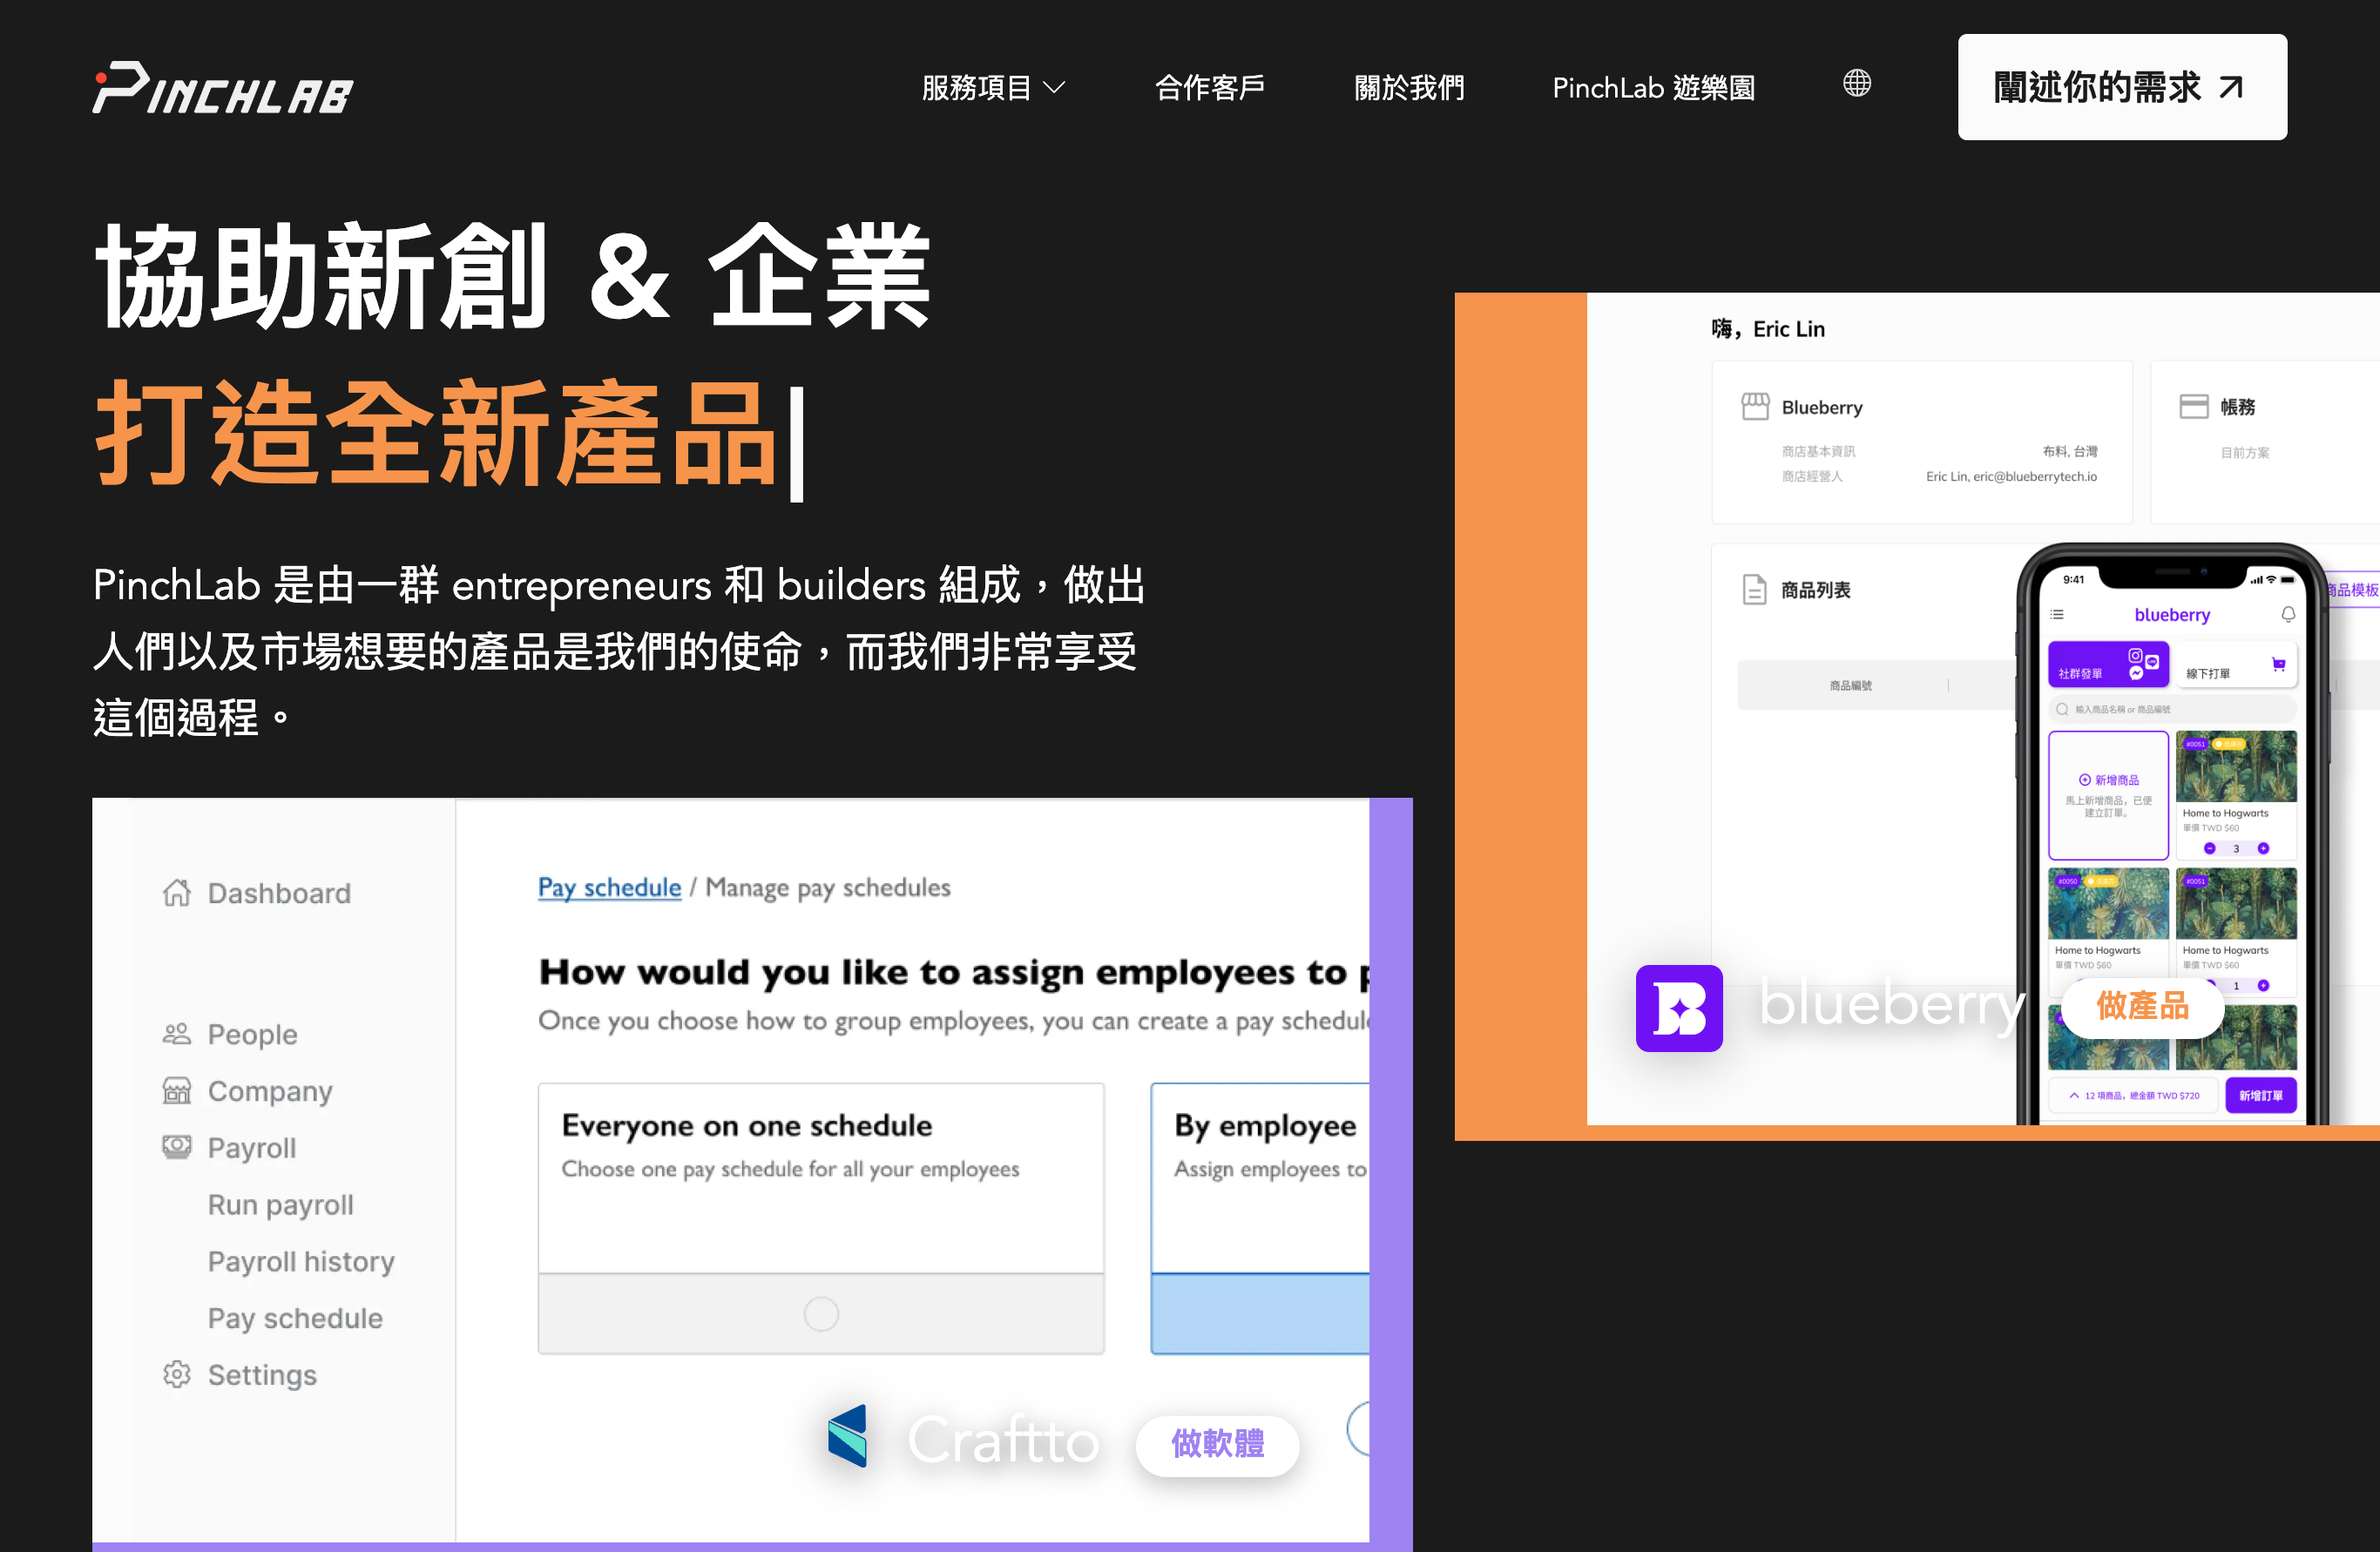 PINCHLAB
服務項目
合作客戶
關於我們
PinchLab 遊樂園
闡述你的需求
協助新創 & 企業
打造全新產品
PinchLab 是由一群 entrepreneurs 和 builders 組成，做出
人們以及市場想要的產品是我們的使命，而我們非常享受
這個過程。
嗨，Eric Lin
Blueberry
商店基本資訊
布料, 台灣
商店經營人
Eric Lin, eric@blueberrytech.io
帳務
目前方案
商品列表
商品模板
商品編號
9:41
blueberry
社群發單
線下打單
輸入商品名稱 or 商品編號
新增商品
馬上新增商品，已便
建立訂單。
#0051
Home to Hogwarts
單價 TWD $60
3
#0050
Home to Hogwarts
單價 TWD $60
#0051
Home to Hogwarts
單價 TWD $60
1
12 項商品，總金額 TWD $720
新增訂單
B
blueberry
做產品
Dashboard
People
Company
Payroll
Run payroll
Payroll history
Pay schedule
Settings
Pay schedule / Manage pay schedules
How would you like to assign employees to p
Once you choose how to group employees, you can create a pay schedule
Everyone on one schedule
Choose one pay schedule for all your employees
By employee
Assign employees to
Craftto
做軟體